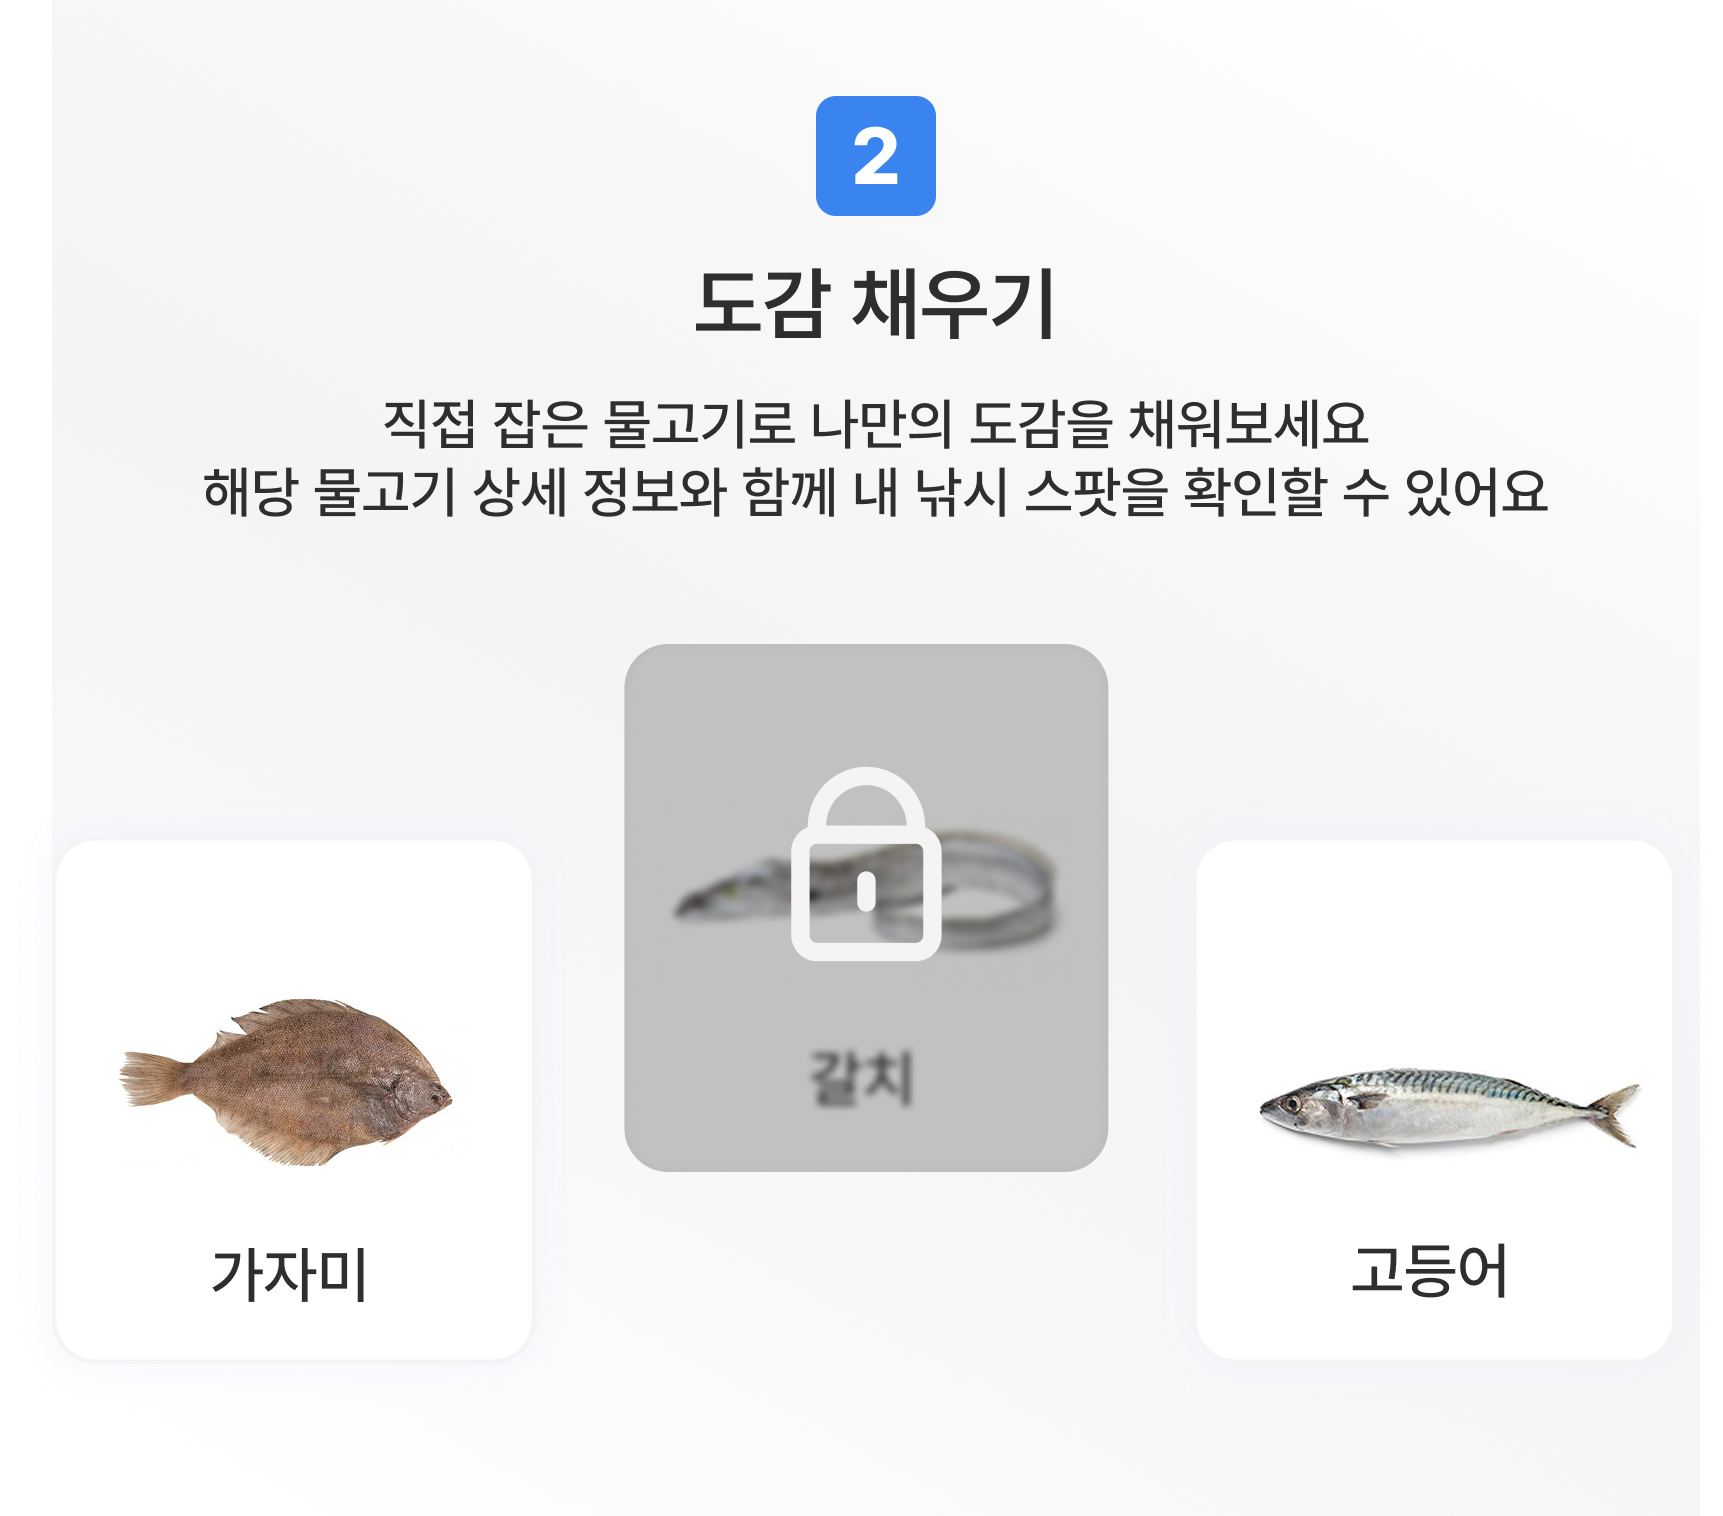 2
도감 채우기
직접 잡은 물고기로 나만의 도감을 채워보세요
해당 물고기 상세 정보와 함께 내 낚시 스팟을 확인할 수 있어요
갈치
가자미
고등어